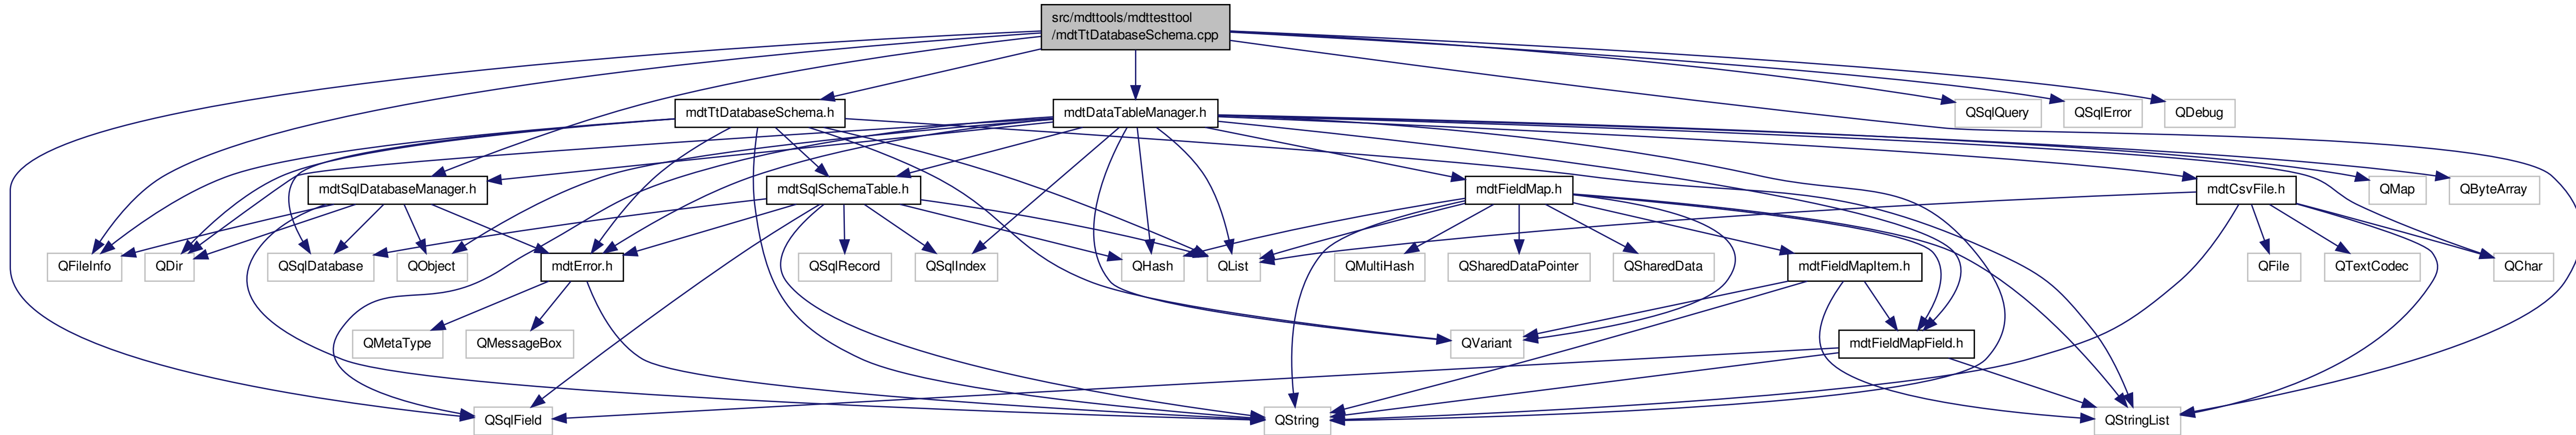 src/mdttools/mdttesttool
/mdtTtDatabaseSchema.cpp
mdtTtDatabaseSchema.h
mdtDataTableManager.h
QSqlQuery
QSqlError
QDebug
mdtSqlDatabaseManager.h
mdtSqlSchemaTable.h
mdtFieldMap.h
mdtCsvFile.h
QMap
QByteArray
QFileInfo
QDir
QSqlDatabase
QObject
mdtError.h
QSqlRecord
QSqlIndex
QHash
QList
QMultiHash
QSharedDataPointer
QSharedData
mdtFieldMapItem.h
QFile
QTextCodec
QChar
QMetaType
QMessageBox
QVariant
mdtFieldMapField.h
QSqlField
QString
QStringList